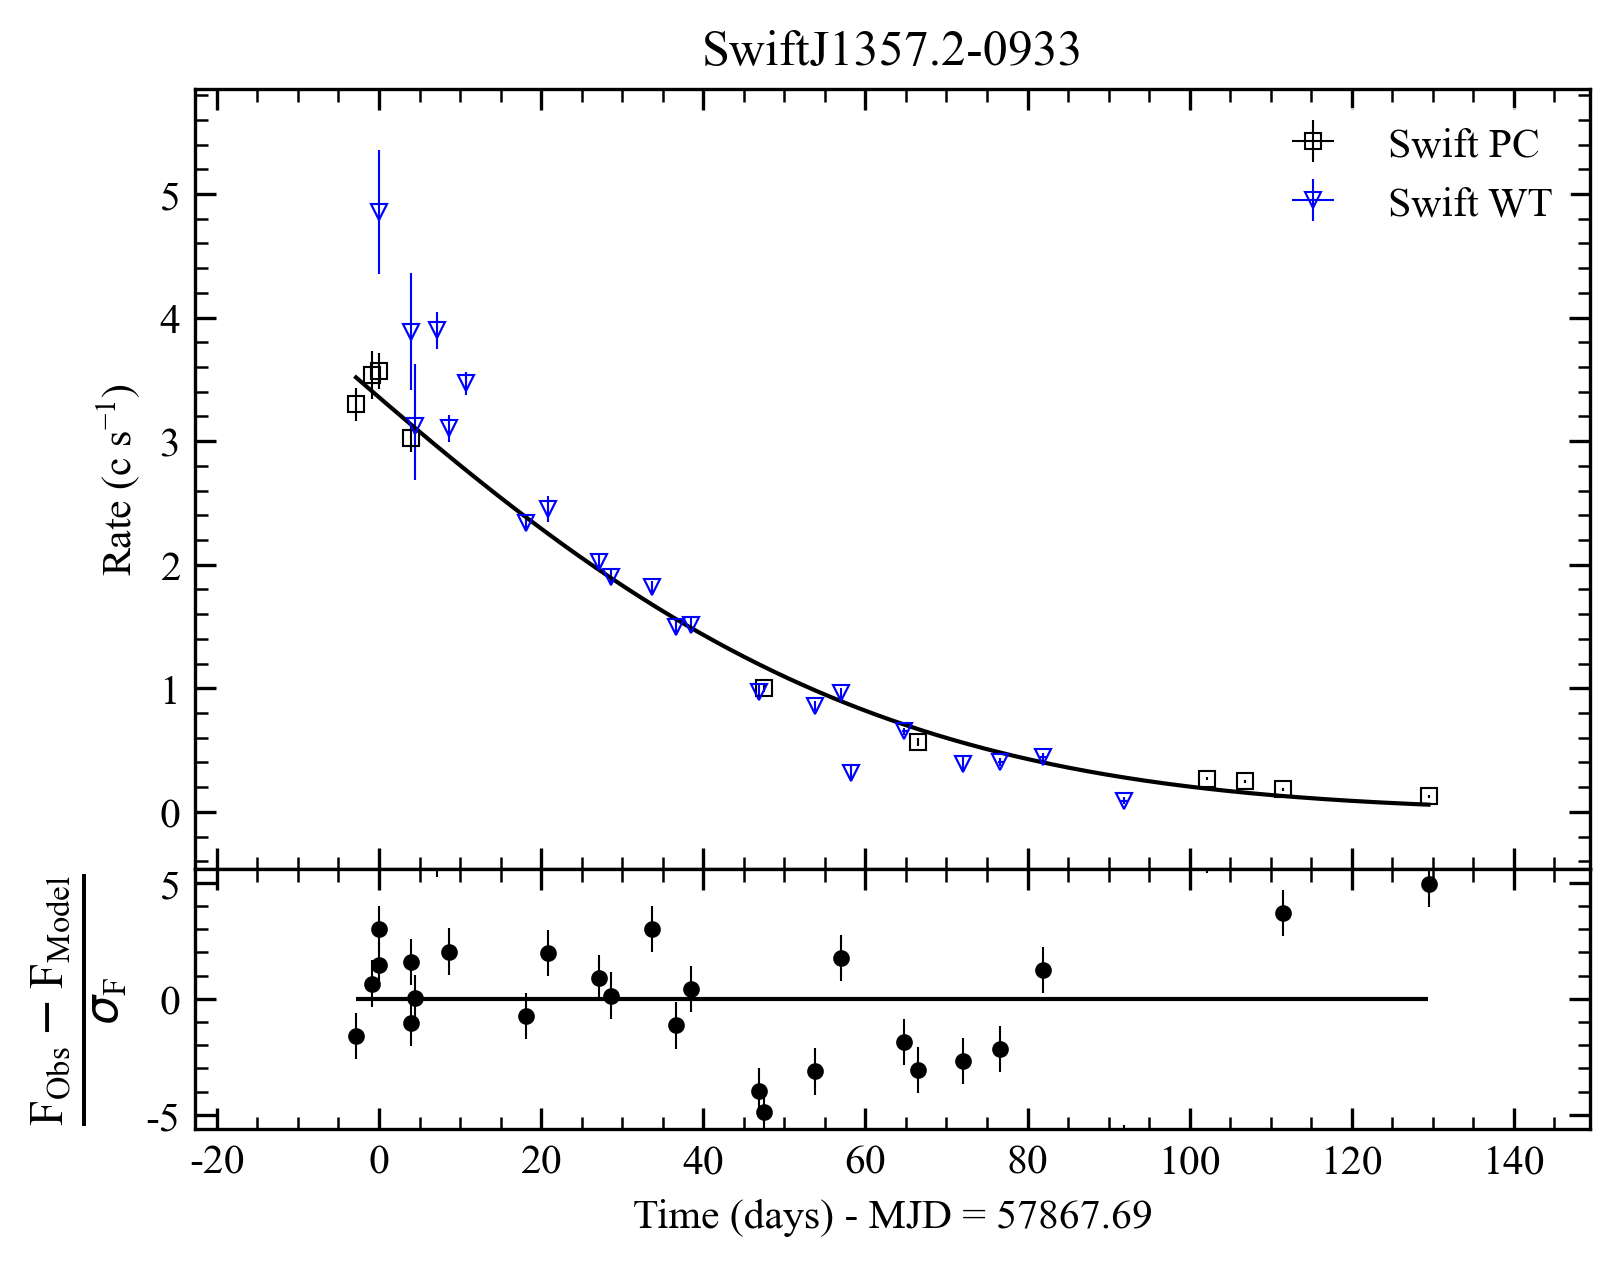 SwiftJ1357.2-0933
Swift PC
Swift WT
5
4
3
2
1
0
Rate (c s⁻¹)
5
0
-5
F_Obs − F_Model
σ_F
-20 0 20 40 60 80 100 120 140
Time (days) - MJD = 57867.69